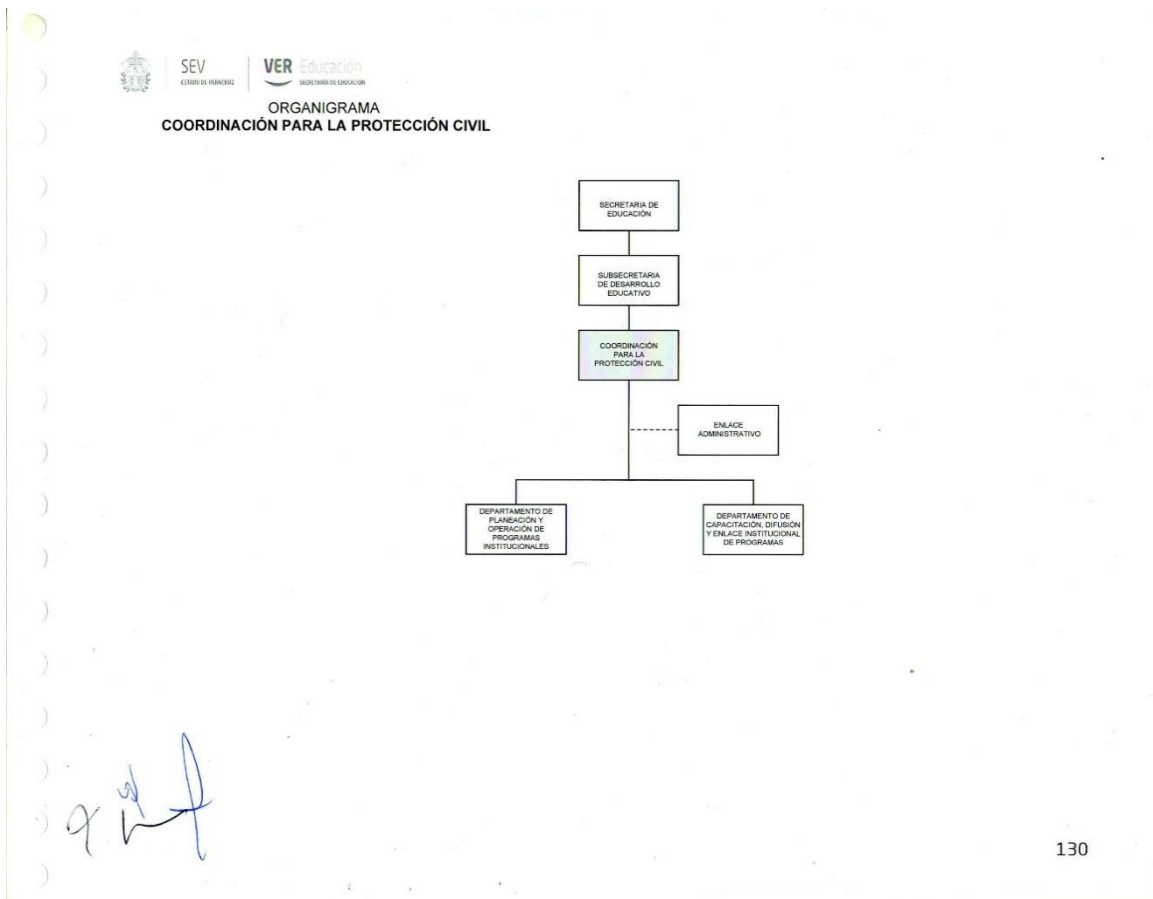 SEV
ESTADO DE VERACRUZ
VER Educación
SECRETARÍA DE EDUCACIÓN
ORGANIGRAMA
COORDINACIÓN PARA LA PROTECCIÓN CIVIL
SECRETARIA DE
EDUCACIÓN
SUBSECRETARIA
DE DESARROLLO
EDUCATIVO
COORDINACIÓN
PARA LA
PROTECCIÓN CIVIL
ENLACE
ADMINISTRATIVO
DEPARTAMENTO DE
PLANEACIÓN Y
OPERACIÓN DE
PROGRAMAS
INSTITUCIONALES
DEPARTAMENTO DE
CAPACITACIÓN, DIFUSIÓN
Y ENLACE INSTITUCIONAL
DE PROGRAMAS
130